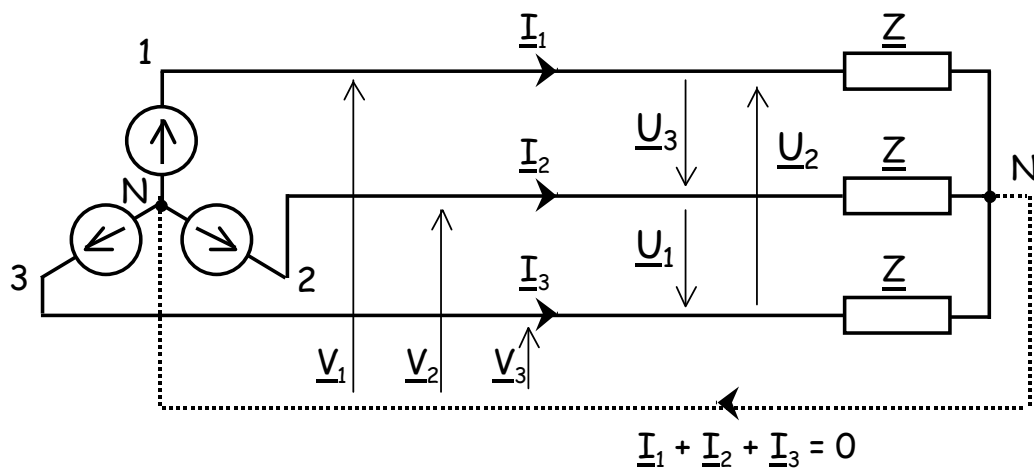 I1 Z
1
U3 U2
I2 Z
N N
U1
3 2
I3 Z
V1 V2 V3
I1 + I2 + I3 = 0